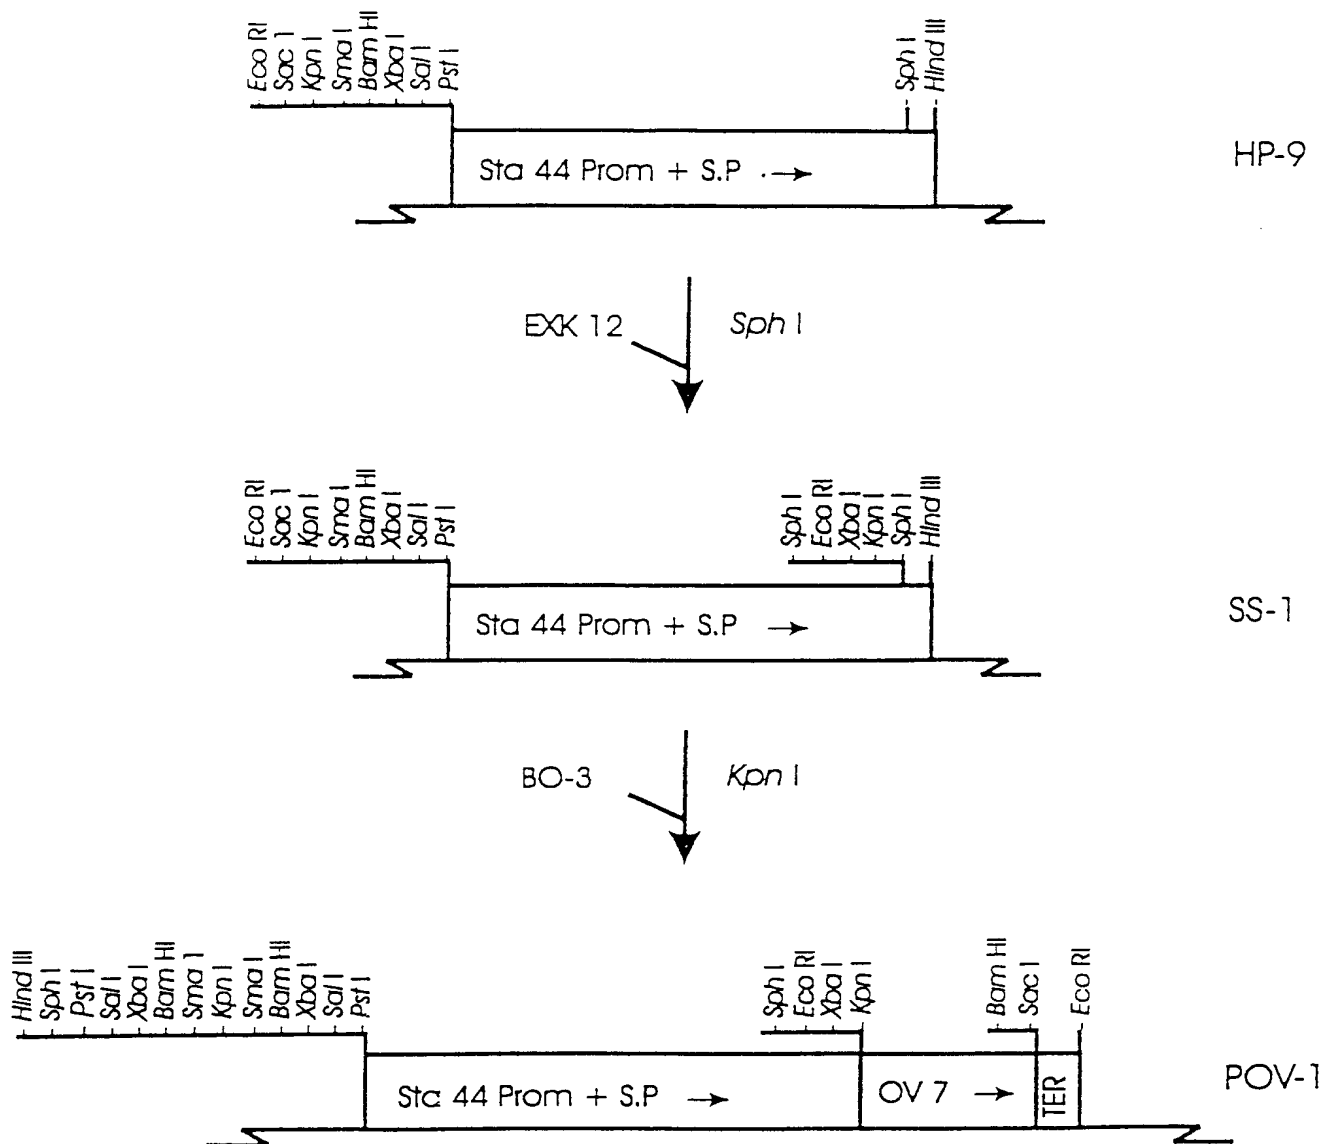 Eco RI
Sac 1
Kpn I
Sma I
Bam HI
Xba I
Sal I
Pst I
Sph I
HInd III
Sta 44 Prom + S.P
HP-9
EXK 12
Sph I
Eco RI
Sac 1
Kpn I
Sma I
Bam HI
Xba I
Sal I
Pst I
Sph I
Eco RI
Xba I
Kpn I
Sph I
HInd III
Sta 44 Prom + S.P
SS-1
BO-3
Kpn I
HInd III
Sph I
Pst I
Sal I
Xba I
Bam HI
Sma 1
Kpn I
Sma I
Bam HI
Xba I
Sal I
Pst I
Sph I
Eco RI
Xba I
Kpn I
Bam HI
Sac I
Eco RI
Sta 44 Prom + S.P
OV 7
TER
POV-1